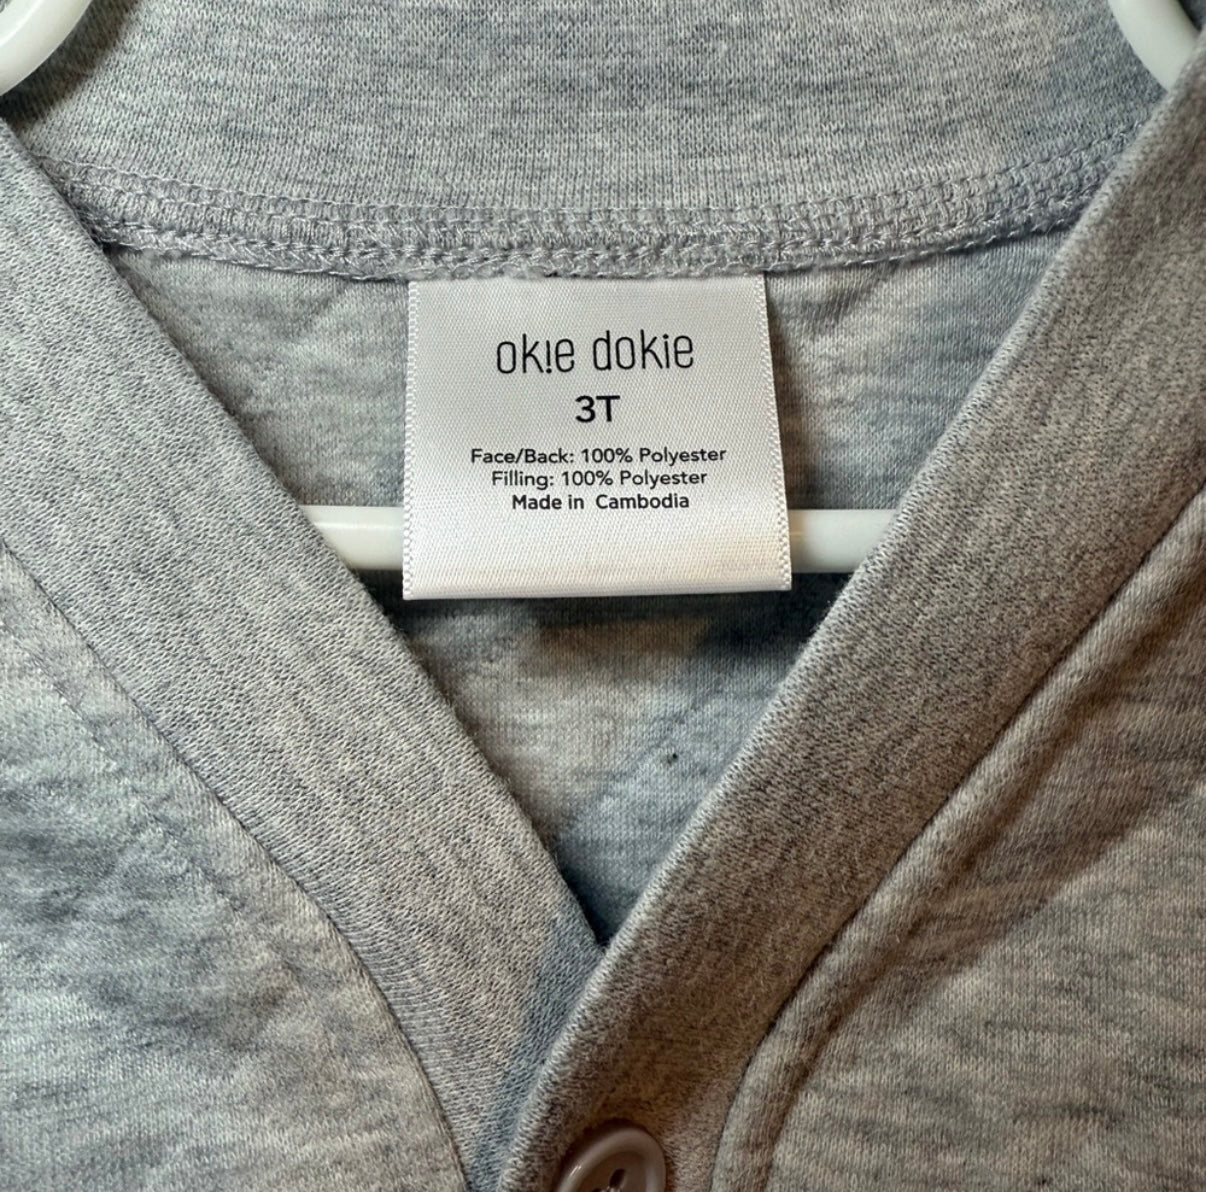 okie dokie
3T
Face/Back: 100% Polyester
Filling: 100% Polyester
Made in Cambodia